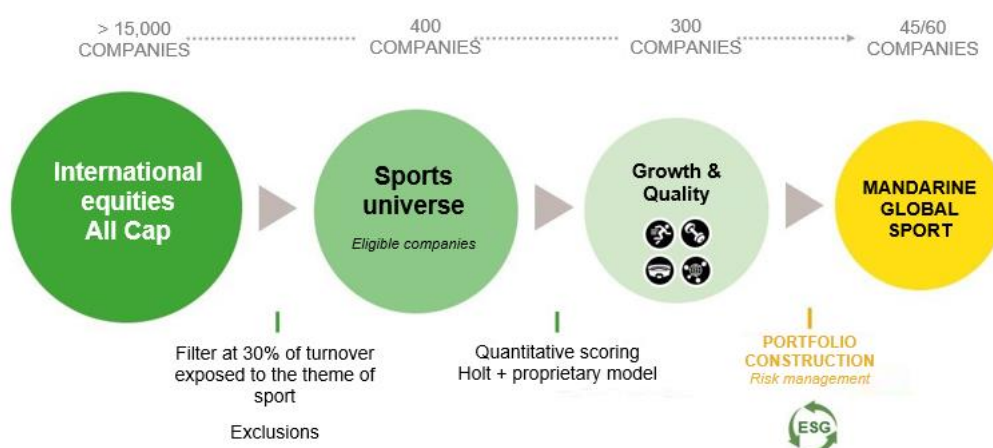 > 15,000
COMPANIES
400
COMPANIES
300
COMPANIES
45/60
COMPANIES
International
equities
All Cap
Sports
universe
Eligible companies
Growth &
Quality
MANDARINE
GLOBAL
SPORT
Filter at 30% of turnover
exposed to the theme of
sport
Exclusions
Quantitative scoring
Holt + proprietary model
PORTFOLIO
CONSTRUCTION
Risk management
ESG